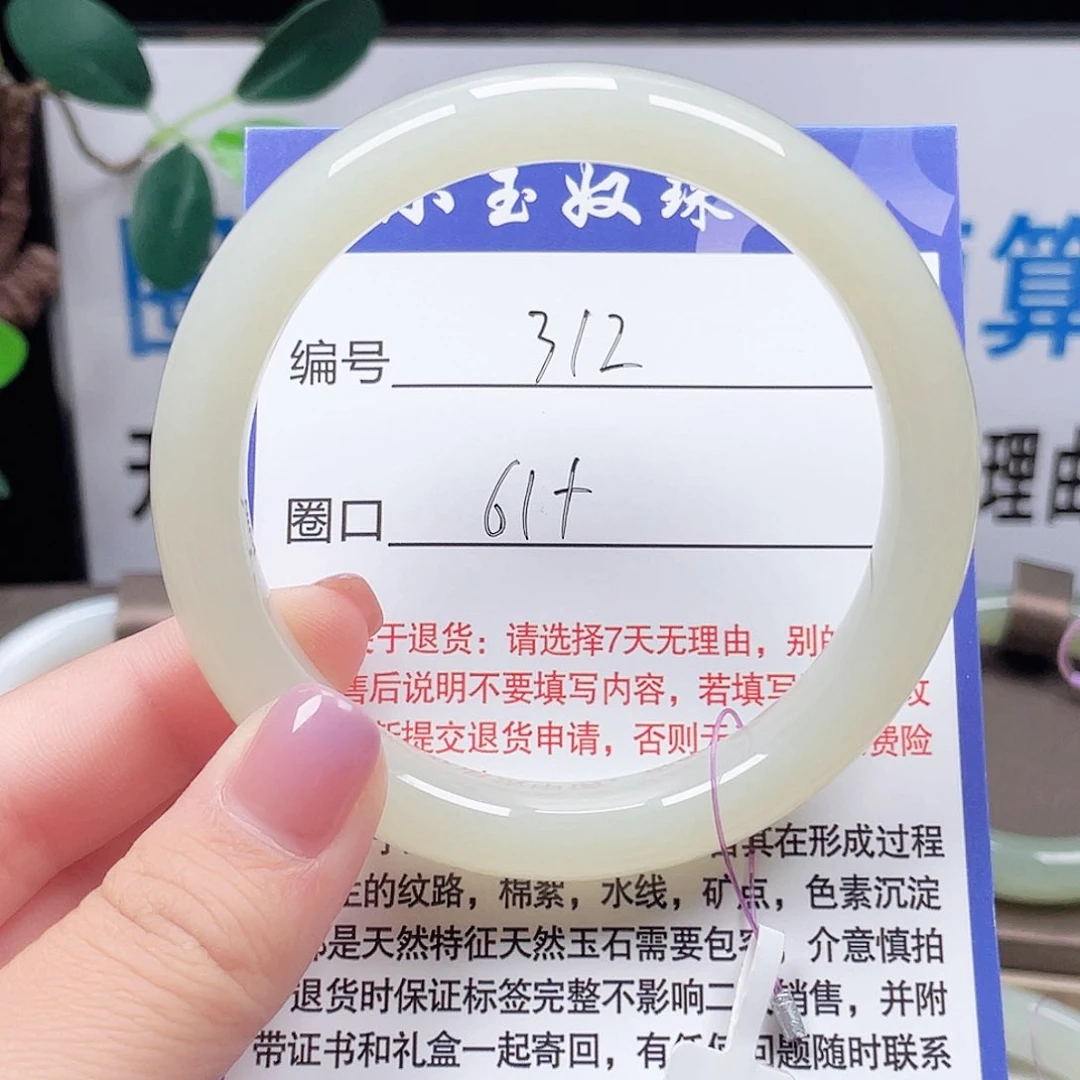 小玉奴珠
算
编号 312
圈口 61+
理由
于退货：请选择7天无理由，别的
售后说明不要填写内容，若填写
提交退货申请，否则 费险
其在形成过程
的纹路，棉絮，水线，矿点，色素沉淀
是天然特征天然玉石需要包容，介意慎拍
退货时保证标签完整不影响二 销售，并附
带证书和礼盒一起寄回，有任何问题随时联系